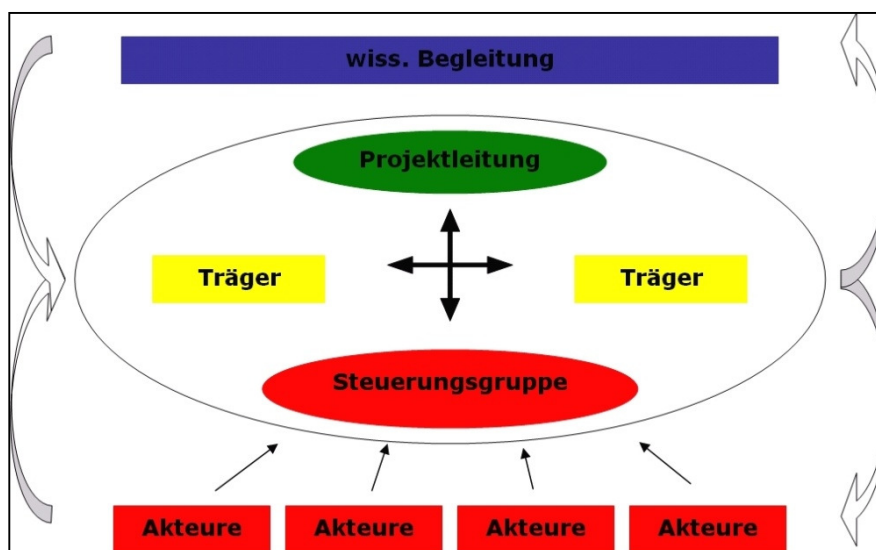 wiss. Begleitung
Projektleitung
Träger Träger
Steuerungsgruppe
Akteure Akteure Akteure Akteure